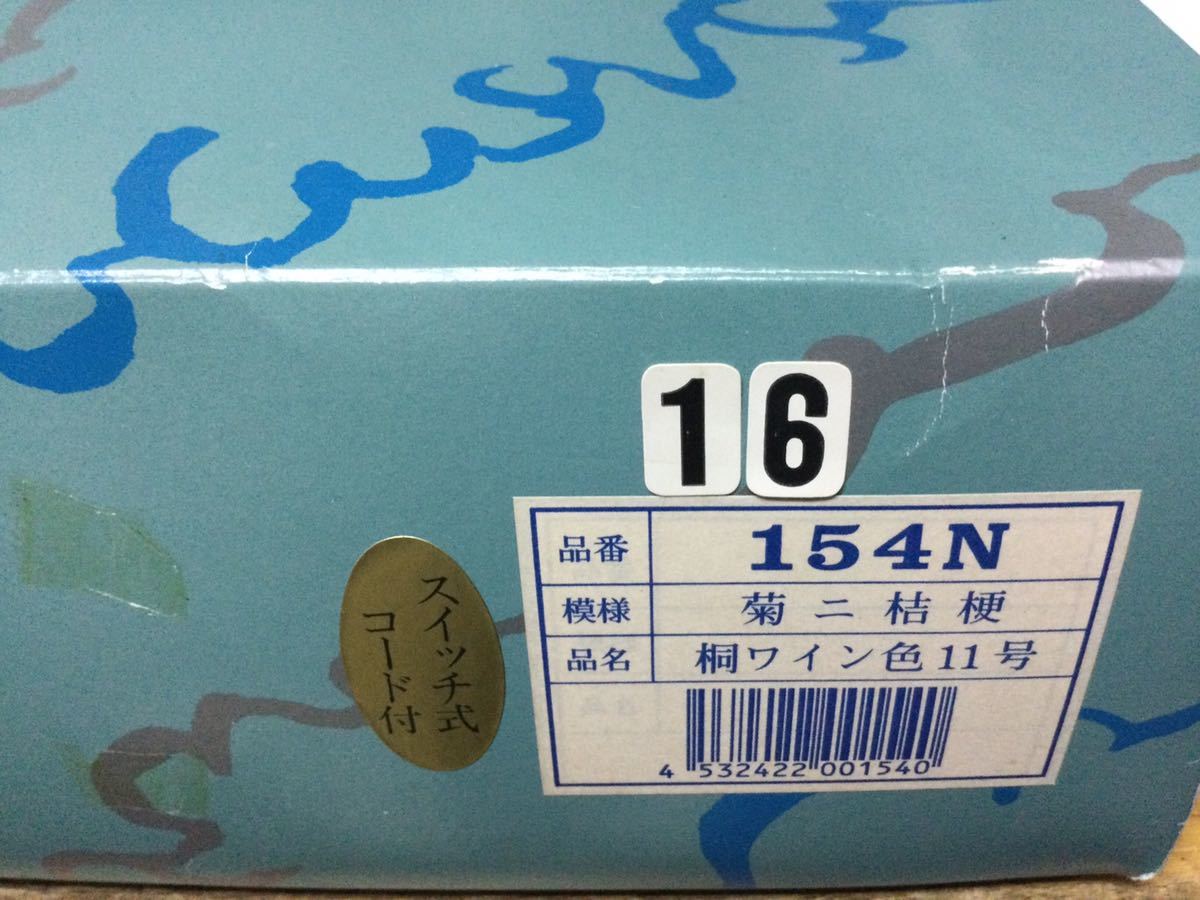 16
品番 154N
模様 菊ニ桔梗
品名 桐ワイン色11号
4 532422 001540
スイッチ式
コード付